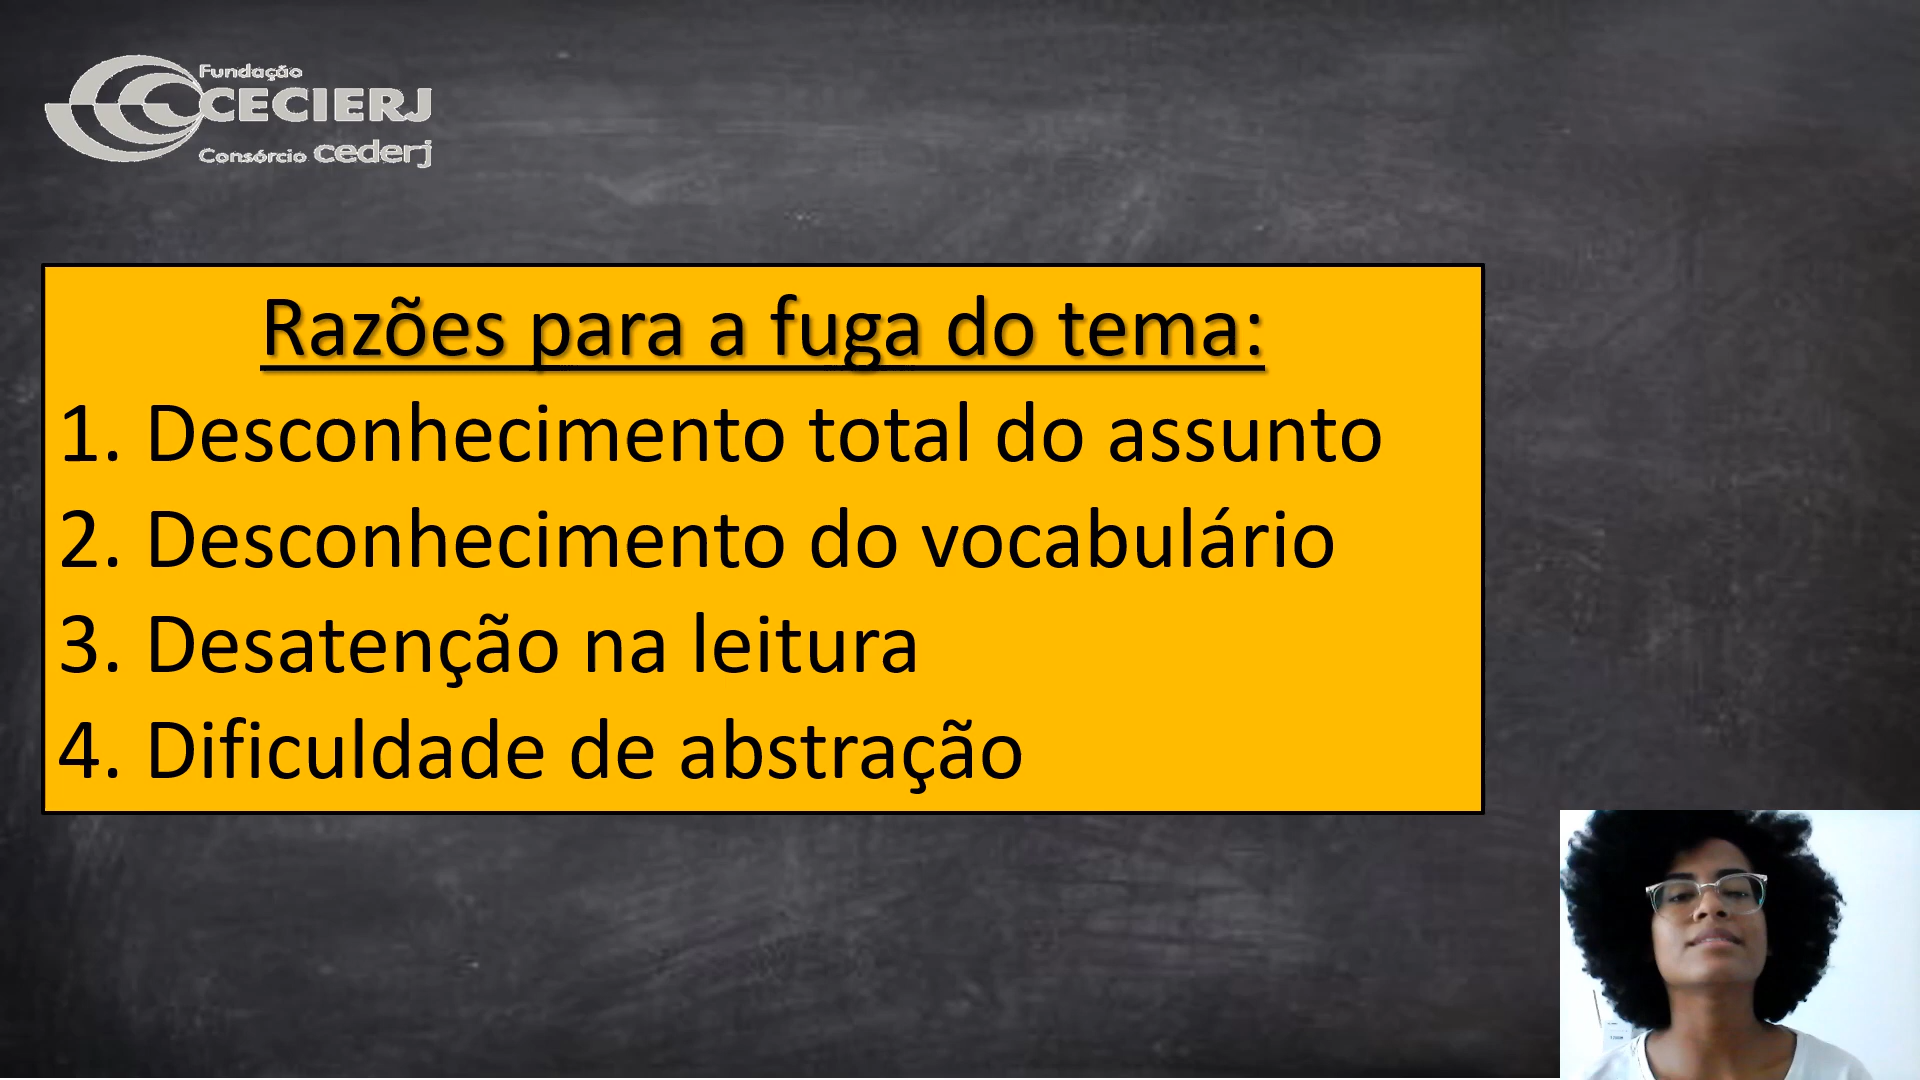 Fundação
CECIERJ
Consórcio cederj
Razões para a fuga do tema:
1. Desconhecimento total do assunto
2. Desconhecimento do vocabulário
3. Desatenção na leitura
4. Dificuldade de abstração